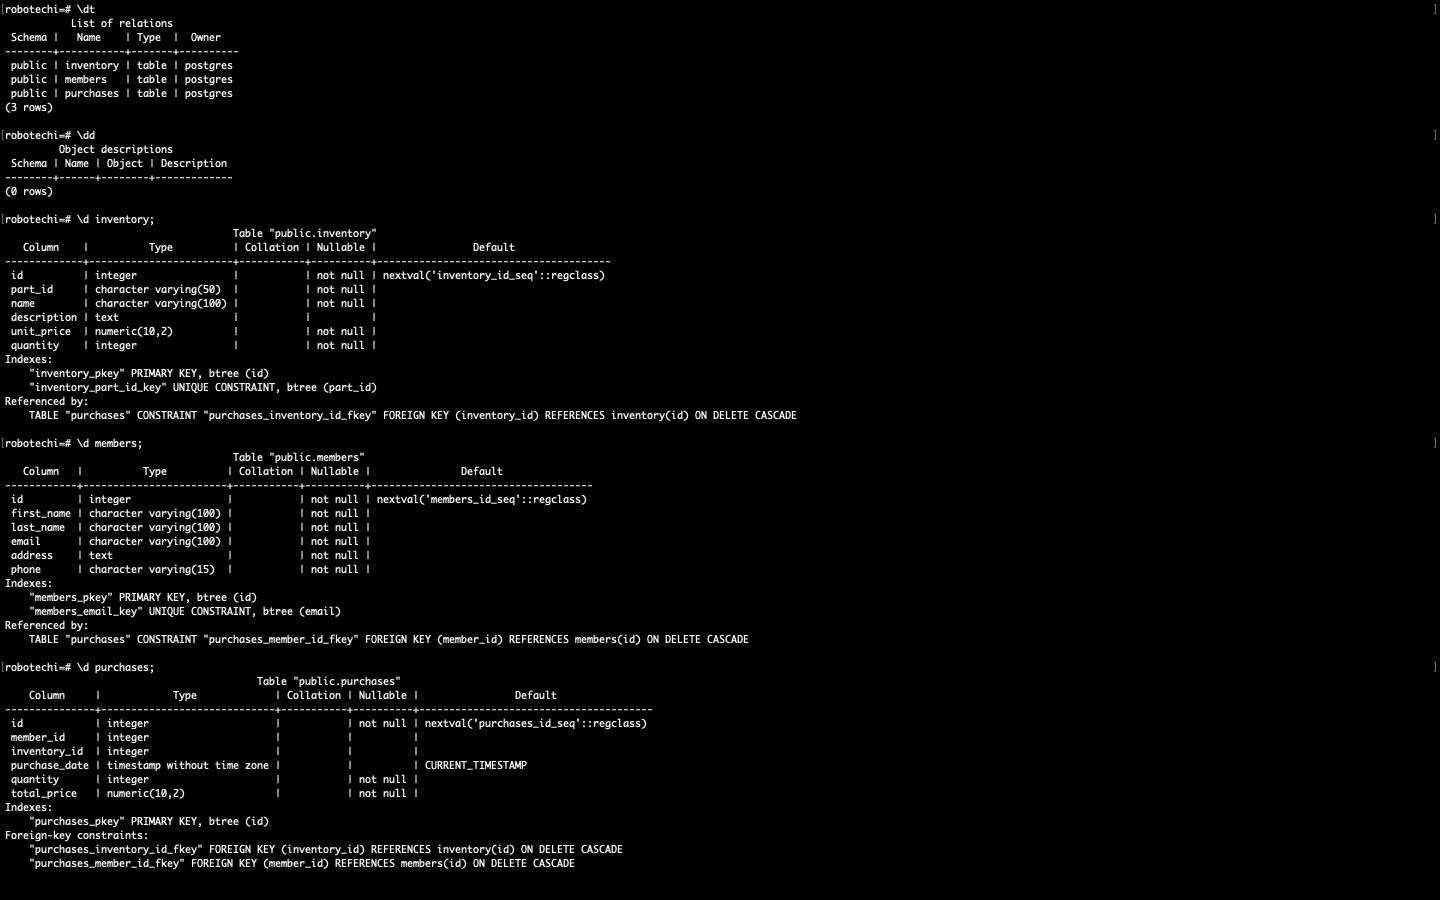 [robotechi=# \dt ]
           List of relations
 Schema |   Name    | Type  |  Owner
--------+-----------+-------+----------
 public | inventory | table | postgres
 public | members   | table | postgres
 public | purchases | table | postgres
(3 rows)

[robotechi=# \dd ]
         Object descriptions
 Schema | Name | Object | Description
--------+------+--------+-------------
(0 rows)

[robotechi=# \d inventory; ]
                                      Table "public.inventory"
   Column    |          Type          | Collation | Nullable |                Default
-------------+------------------------+-----------+----------+---------------------------------------
 id          | integer                |           | not null | nextval('inventory_id_seq'::regclass)
 part_id     | character varying(50)  |           | not null |
 name        | character varying(100) |           | not null |
 description | text                   |           |          |
 unit_price  | numeric(10,2)          |           | not null |
 quantity    | integer                |           | not null |
Indexes:
    "inventory_pkey" PRIMARY KEY, btree (id)
    "inventory_part_id_key" UNIQUE CONSTRAINT, btree (part_id)
Referenced by:
    TABLE "purchases" CONSTRAINT "purchases_inventory_id_fkey" FOREIGN KEY (inventory_id) REFERENCES inventory(id) ON DELETE CASCADE

[robotechi=# \d members; ]
                                      Table "public.members"
   Column   |          Type          | Collation | Nullable |               Default
------------+------------------------+-----------+----------+-------------------------------------
 id         | integer                |           | not null | nextval('members_id_seq'::regclass)
 first_name | character varying(100) |           | not null |
 last_name  | character varying(100) |           | not null |
 email      | character varying(100) |           | not null |
 address    | text                   |           | not null |
 phone      | character varying(15)  |           | not null |
Indexes:
    "members_pkey" PRIMARY KEY, btree (id)
    "members_email_key" UNIQUE CONSTRAINT, btree (email)
Referenced by:
    TABLE "purchases" CONSTRAINT "purchases_member_id_fkey" FOREIGN KEY (member_id) REFERENCES members(id) ON DELETE CASCADE

[robotechi=# \d purchases; ]
                                          Table "public.purchases"
    Column     |            Type             | Collation | Nullable |                Default
---------------+-----------------------------+-----------+----------+---------------------------------------
 id            | integer                     |           | not null | nextval('purchases_id_seq'::regclass)
 member_id     | integer                     |           |          |
 inventory_id  | integer                     |           |          |
 purchase_date | timestamp without time zone |           |          | CURRENT_TIMESTAMP
 quantity      | integer                     |           | not null |
 total_price   | numeric(10,2)               |           | not null |
Indexes:
    "purchases_pkey" PRIMARY KEY, btree (id)
Foreign-key constraints:
    "purchases_inventory_id_fkey" FOREIGN KEY (inventory_id) REFERENCES inventory(id) ON DELETE CASCADE
    "purchases_member_id_fkey" FOREIGN KEY (member_id) REFERENCES members(id) ON DELETE CASCADE